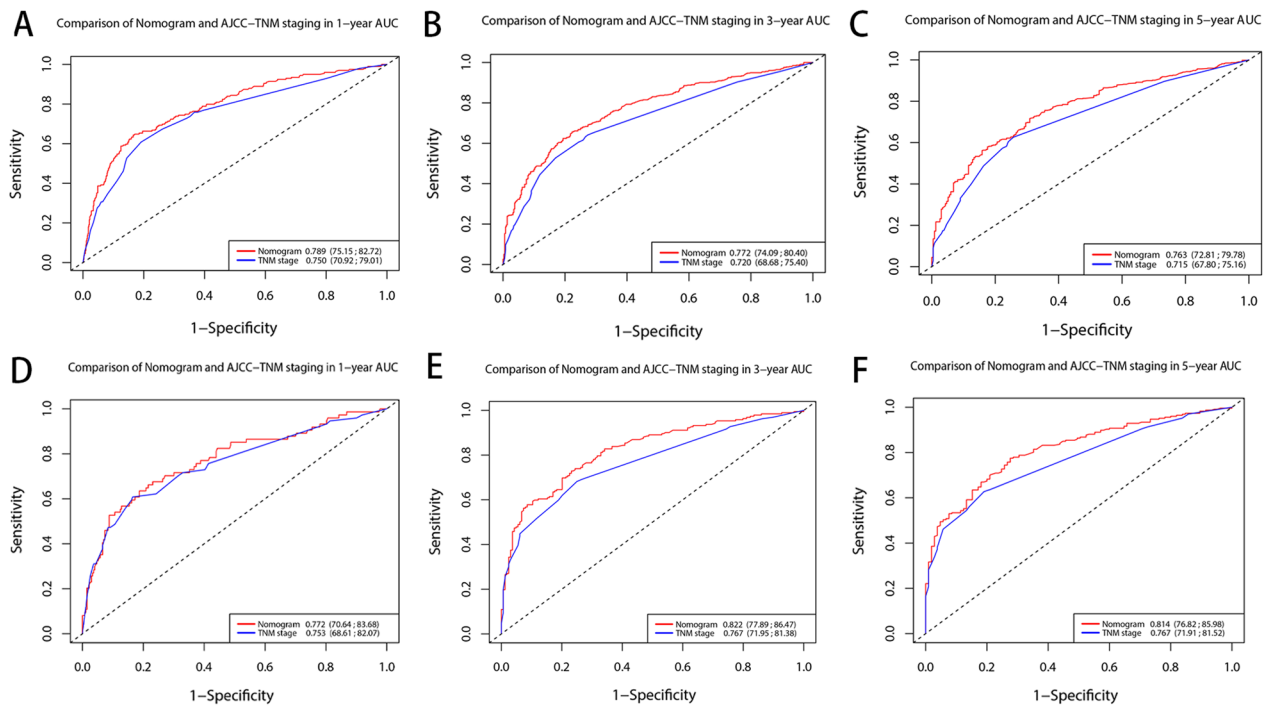 A
Comparison of Nomogram and AJCC−TNM staging in 1−year AUC
Sensitivity
1.0
0.8
0.6
0.4
0.2
0.0
Nomogram 0.789 (75.15 ; 82.72)
TNM stage 0.750 (70.92 ; 79.01)
0.0 0.2 0.4 0.6 0.8 1.0
1−Specificity
B
Comparison of Nomogram and AJCC−TNM staging in 3−year AUC
Sensitivity
1.0
0.8
0.6
0.4
0.2
0.0
Nomogram 0.772 (74.09 ; 80.40)
TNM stage 0.720 (68.68 ; 75.40)
0.0 0.2 0.4 0.6 0.8 1.0
1−Specificity
C
Comparison of Nomogram and AJCC−TNM staging in 5−year AUC
Sensitivity
1.0
0.8
0.6
0.4
0.2
0.0
Nomogram 0.763 (72.81 ; 79.78)
TNM stage 0.715 (67.80 ; 75.16)
0.0 0.2 0.4 0.6 0.8 1.0
1−Specificity
D
Comparison of Nomogram and AJCC−TNM staging in 1−year AUC
Sensitivity
1.0
0.8
0.6
0.4
0.2
0.0
Nomogram 0.772 (70.64 ; 83.68)
TNM stage 0.753 (68.61 ; 82.07)
0.0 0.2 0.4 0.6 0.8 1.0
1−Specificity
E
Comparison of Nomogram and AJCC−TNM staging in 3−year AUC
Sensitivity
1.0
0.8
0.6
0.4
0.2
0.0
Nomogram 0.822 (77.89 ; 86.47)
TNM stage 0.767 (71.95 ; 81.38)
0.0 0.2 0.4 0.6 0.8 1.0
1−Specificity
F
Comparison of Nomogram and AJCC−TNM staging in 5−year AUC
Sensitivity
1.0
0.8
0.6
0.4
0.2
0.0
Nomogram 0.814 (76.82 ; 85.98)
TNM stage 0.767 (71.91 ; 81.52)
0.0 0.2 0.4 0.6 0.8 1.0
1−Specificity